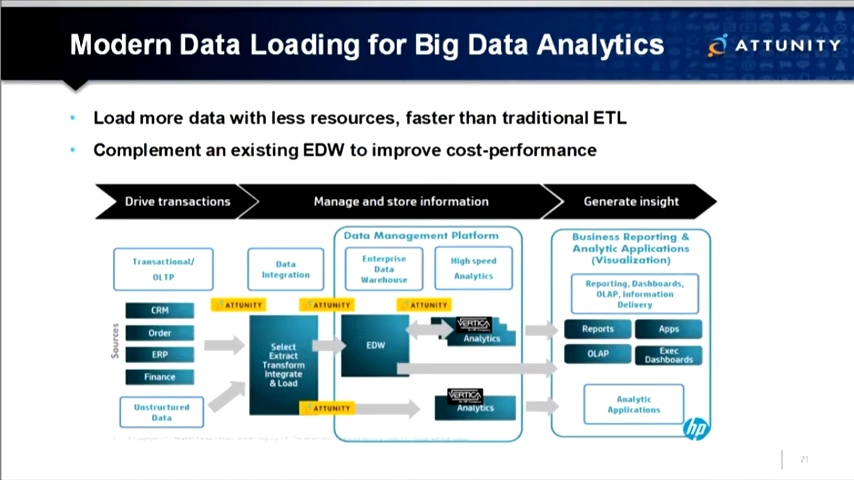 Modern Data Loading for Big Data Analytics
ATTUNITY
• Load more data with less resources, faster than traditional ETL
• Complement an existing EDW to improve cost-performance
Drive transactions
Manage and store information
Generate insight
Data Management Platform
Business Reporting &
Analytic Applications
(Visualization)
Transactional/
OLTP
Data
Integration
Enterprise
Data
Warehouse
High speed
Analytics
Reporting, Dashboards,
OLAP, Information
Delivery
ATTUNITY
ATTUNITY
ATTUNITY
Sources
CRM
Order
ERP
Finance
Select
Extract
Transform
Integrate
& Load
EDW
VERTICA
Analytics
Reports
Apps
OLAP
Exec
Dashboards
Unstructured
Data
ATTUNITY
VERTICA
Analytics
Analytic
Applications
hp
21